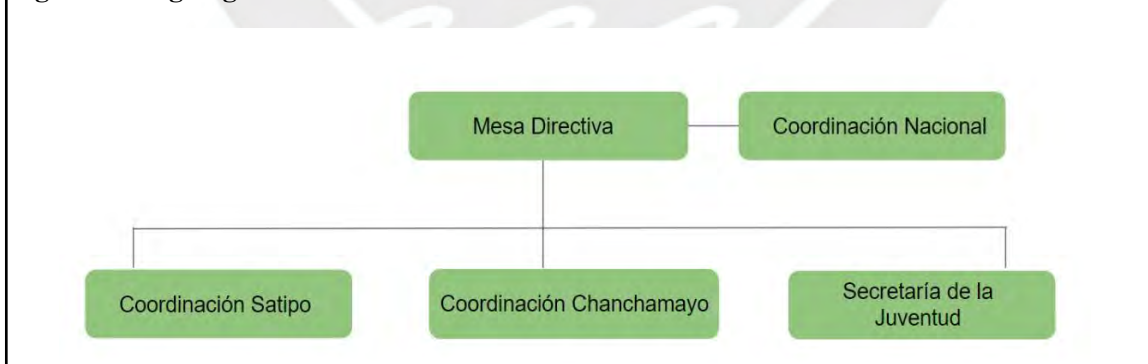 Mesa Directiva
Coordinación Nacional
Coordinación Satipo
Coordinación Chanchamayo
Secretaría de la
Juventud